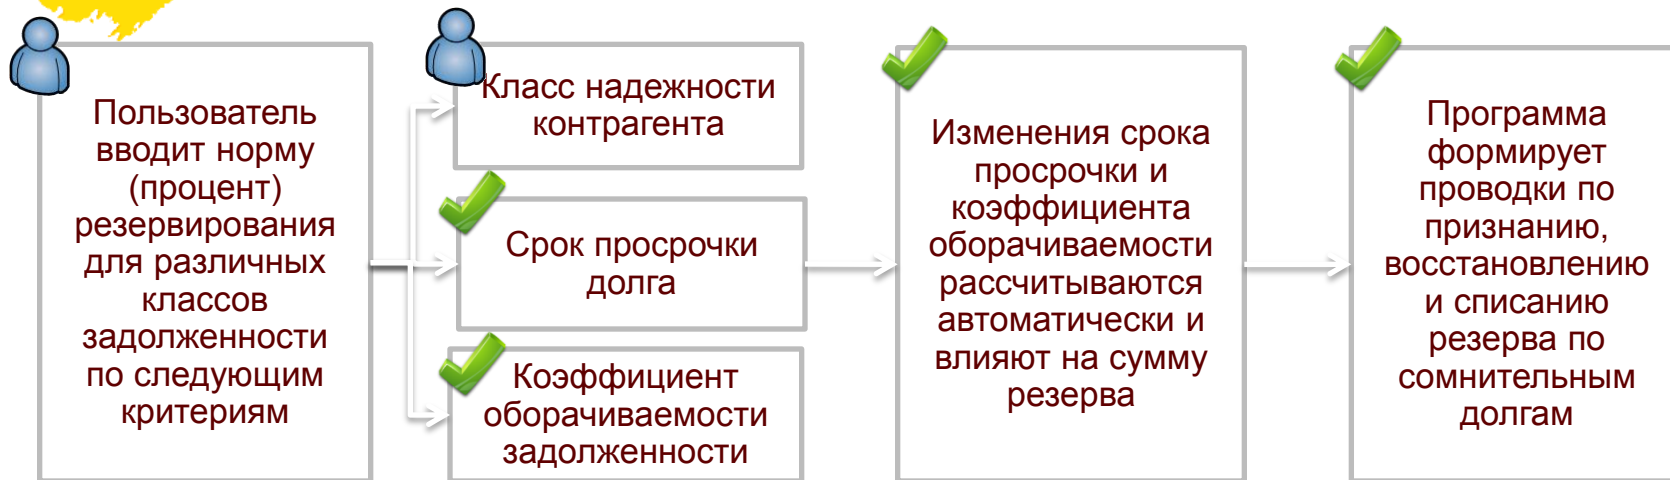 Пользователь
вводит норму
(процент)
резервирования
для различных
классов
задолженности
по следующим
критериям
Класс надежности
контрагента
Срок просрочки
долга
Коэффициент
оборачиваемости
задолженности
Изменения срока
просрочки и
коэффициента
оборачиваемости
рассчитываются
автоматически и
влияют на сумму
резерва
Программа
формирует
проводки по
признанию,
восстановлению
и списанию
резерва по
сомнительным
долгам